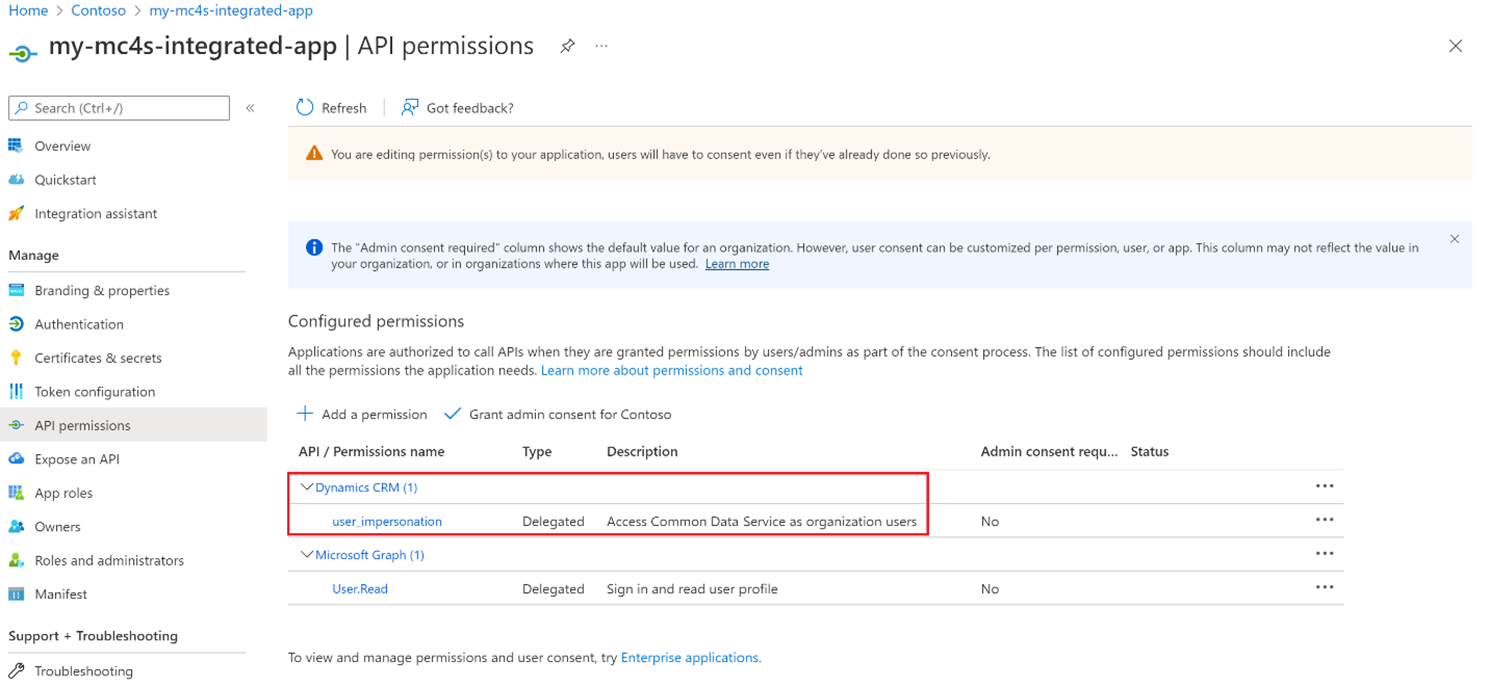 Home > Contoso > my-mc4s-integrated-app
my-mc4s-integrated-app | API permissions
Search (Ctrl+/)
Overview
Quickstart
Integration assistant
Manage
Branding & properties
Authentication
Certificates & secrets
Token configuration
API permissions
Expose an API
App roles
Owners
Roles and administrators
Manifest
Support + Troubleshooting
Troubleshooting
Refresh
Got feedback?
You are editing permission(s) to your application, users will have to consent even if they've already done so previously.
The "Admin consent required" column shows the default value for an organization. However, user consent can be customized per permission, user, or app. This column may not reflect the value in
your organization, or in organizations where this app will be used. Learn more
Configured permissions
Applications are authorized to call APIs when they are granted permissions by users/admins as part of the consent process. The list of configured permissions should include
all the permissions the application needs. Learn more about permissions and consent
Add a permission Grant admin consent for Contoso
API / Permissions name Type Description Admin consent requ... Status
Dynamics CRM (1)
user_impersonation Delegated Access Common Data Service as organization users No
Microsoft Graph (1)
User.Read Delegated Sign in and read user profile No
To view and manage permissions and user consent, try Enterprise applications.